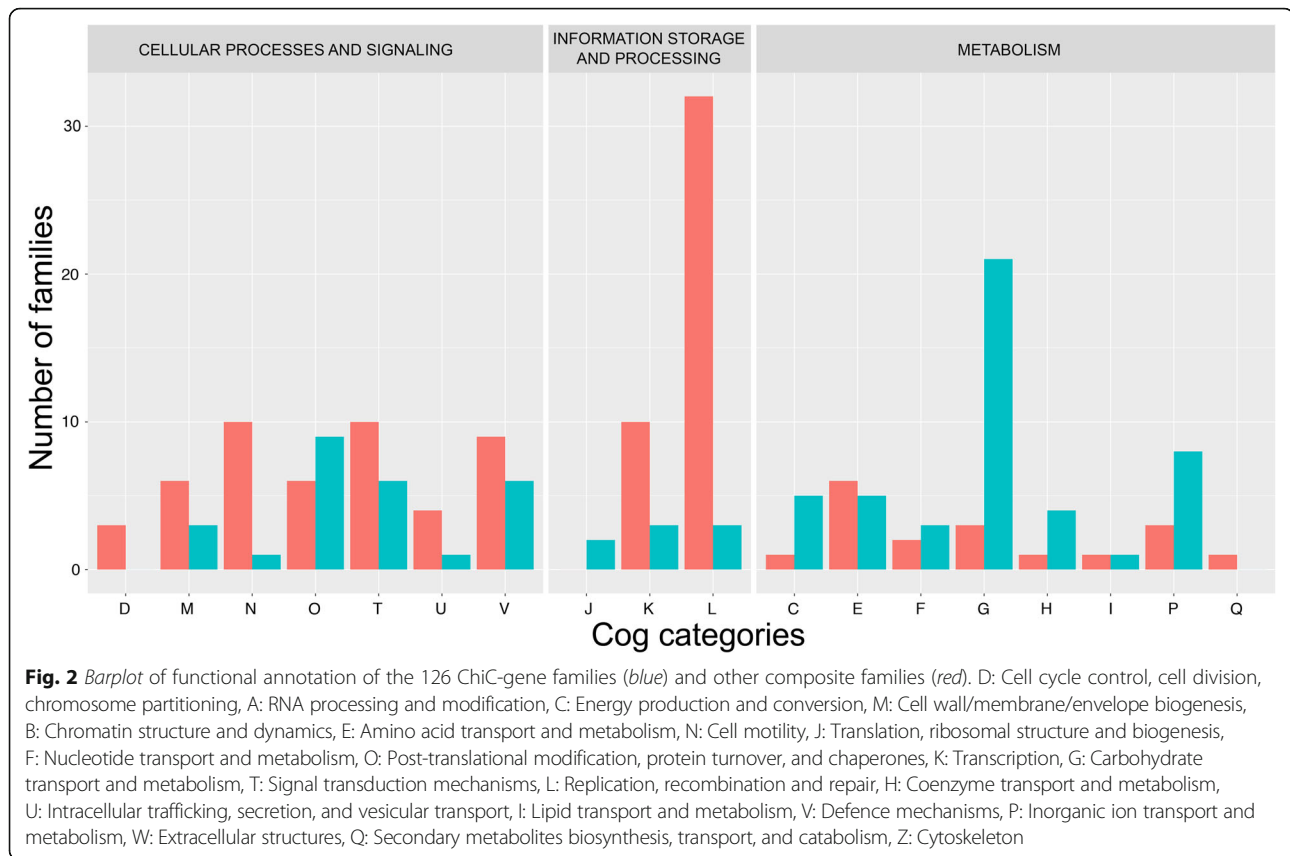 CELLULAR PROCESSES AND SIGNALING
INFORMATION STORAGE
AND PROCESSING
METABOLISM
Number of families
30
20
10
0
D M N O T U V J K L C E F G H I P Q
Cog categories
Fig. 2 Barplot of functional annotation of the 126 ChiC-gene families (blue) and other composite families (red). D: Cell cycle control, cell division,
chromosome partitioning, A: RNA processing and modification, C: Energy production and conversion, M: Cell wall/membrane/envelope biogenesis,
B: Chromatin structure and dynamics, E: Amino acid transport and metabolism, N: Cell motility, J: Translation, ribosomal structure and biogenesis,
F: Nucleotide transport and metabolism, O: Post-translational modification, protein turnover, and chaperones, K: Transcription, G: Carbohydrate
transport and metabolism, T: Signal transduction mechanisms, L: Replication, recombination and repair, H: Coenzyme transport and metabolism,
U: Intracellular trafficking, secretion, and vesicular transport, I: Lipid transport and metabolism, V: Defence mechanisms, P: Inorganic ion transport and
metabolism, W: Extracellular structures, Q: Secondary metabolites biosynthesis, transport, and catabolism, Z: Cytoskeleton